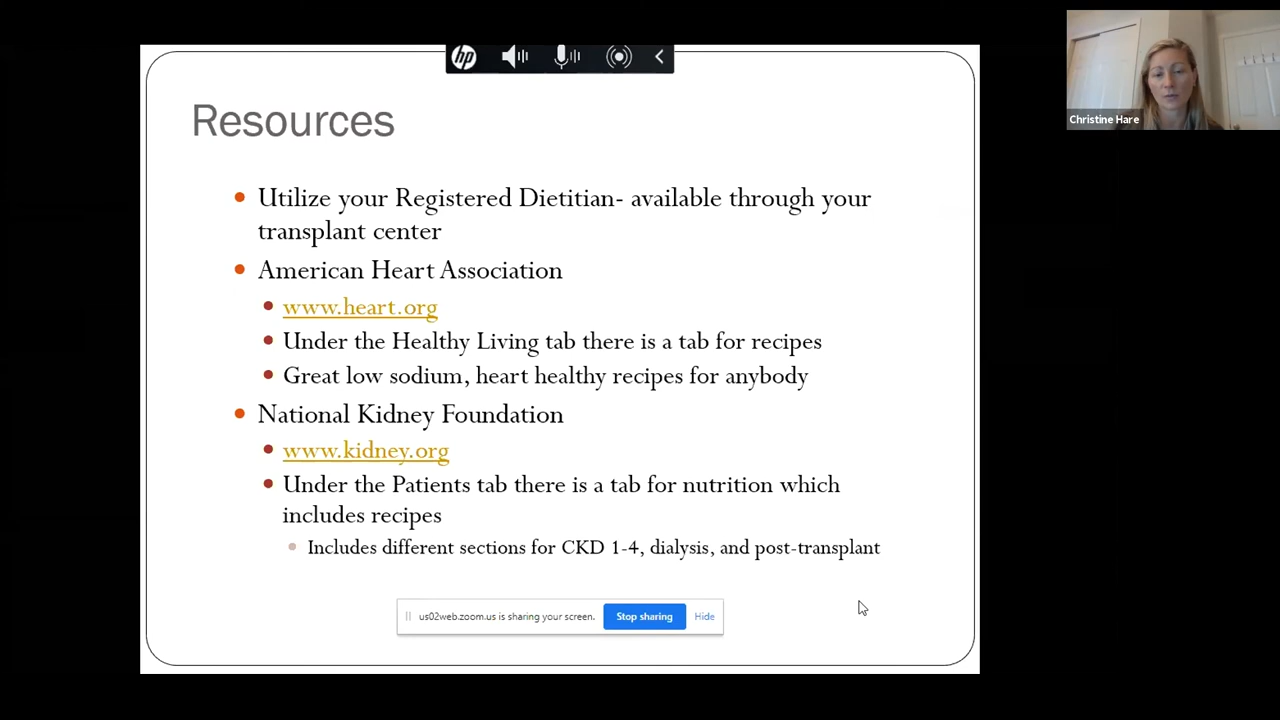 hp
Christine Hare
Resources
Utilize your Registered Dietitian- available through your
transplant center
American Heart Association
www.heart.org
Under the Healthy Living tab there is a tab for recipes
Great low sodium, heart healthy recipes for anybody
National Kidney Foundation
www.kidney.org
Under the Patients tab there is a tab for nutrition which
includes recipes
Includes different sections for CKD 1-4, dialysis, and post-transplant
us02web.zoom.us is sharing your screen. Stop sharing Hide